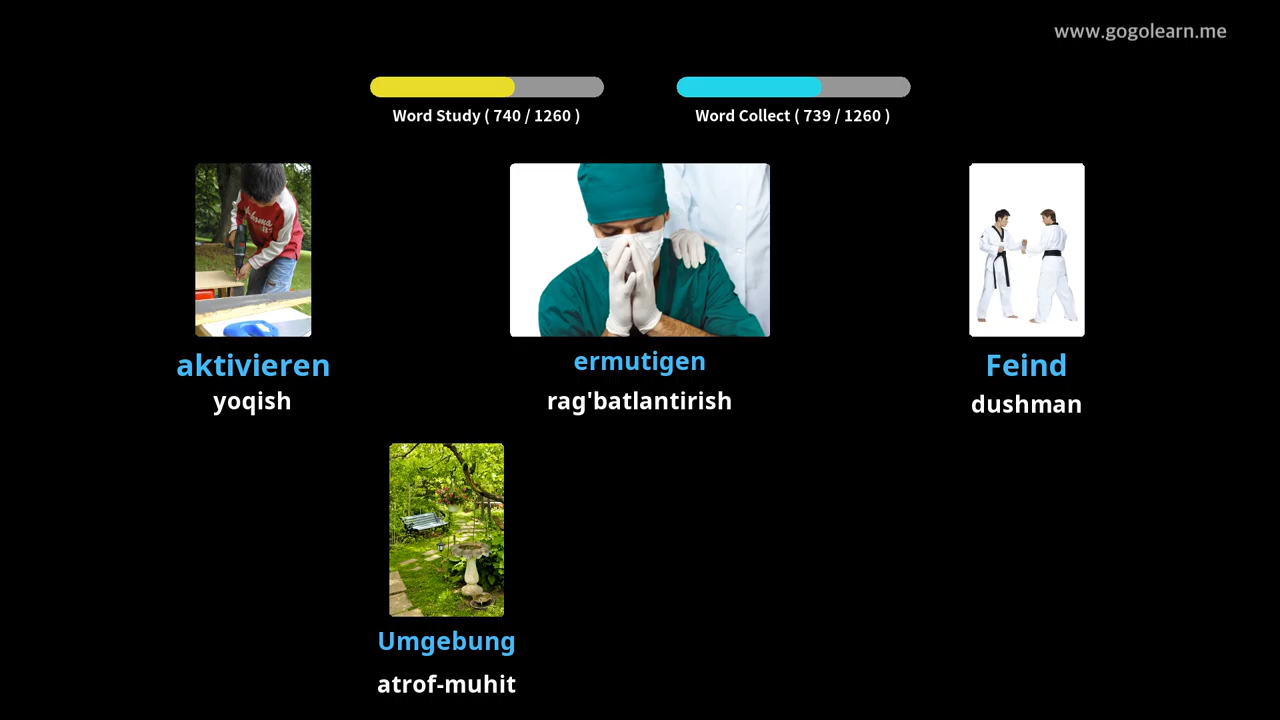 www.gogolearn.me
Word Study ( 740 / 1260 )
Word Collect ( 739 / 1260 )
aktivieren
yoqish
ermutigen
rag'batlantirish
Feind
dushman
Umgebung
atrof-muhit